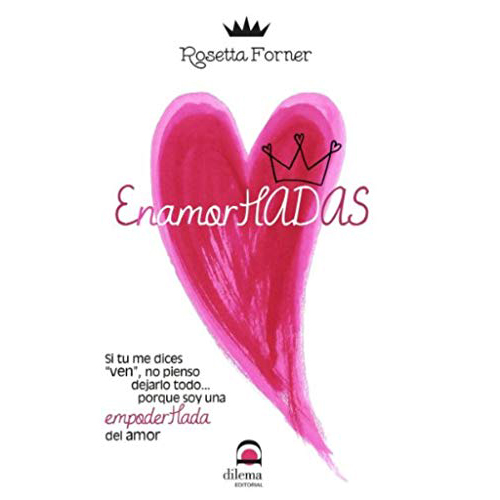 Rosetta Forner
EnamorHADAS
Si tu me dices
"ven", no pienso
dejarlo todo...
porque soy una
empoderHada
del amor
dilema
EDITORIAL